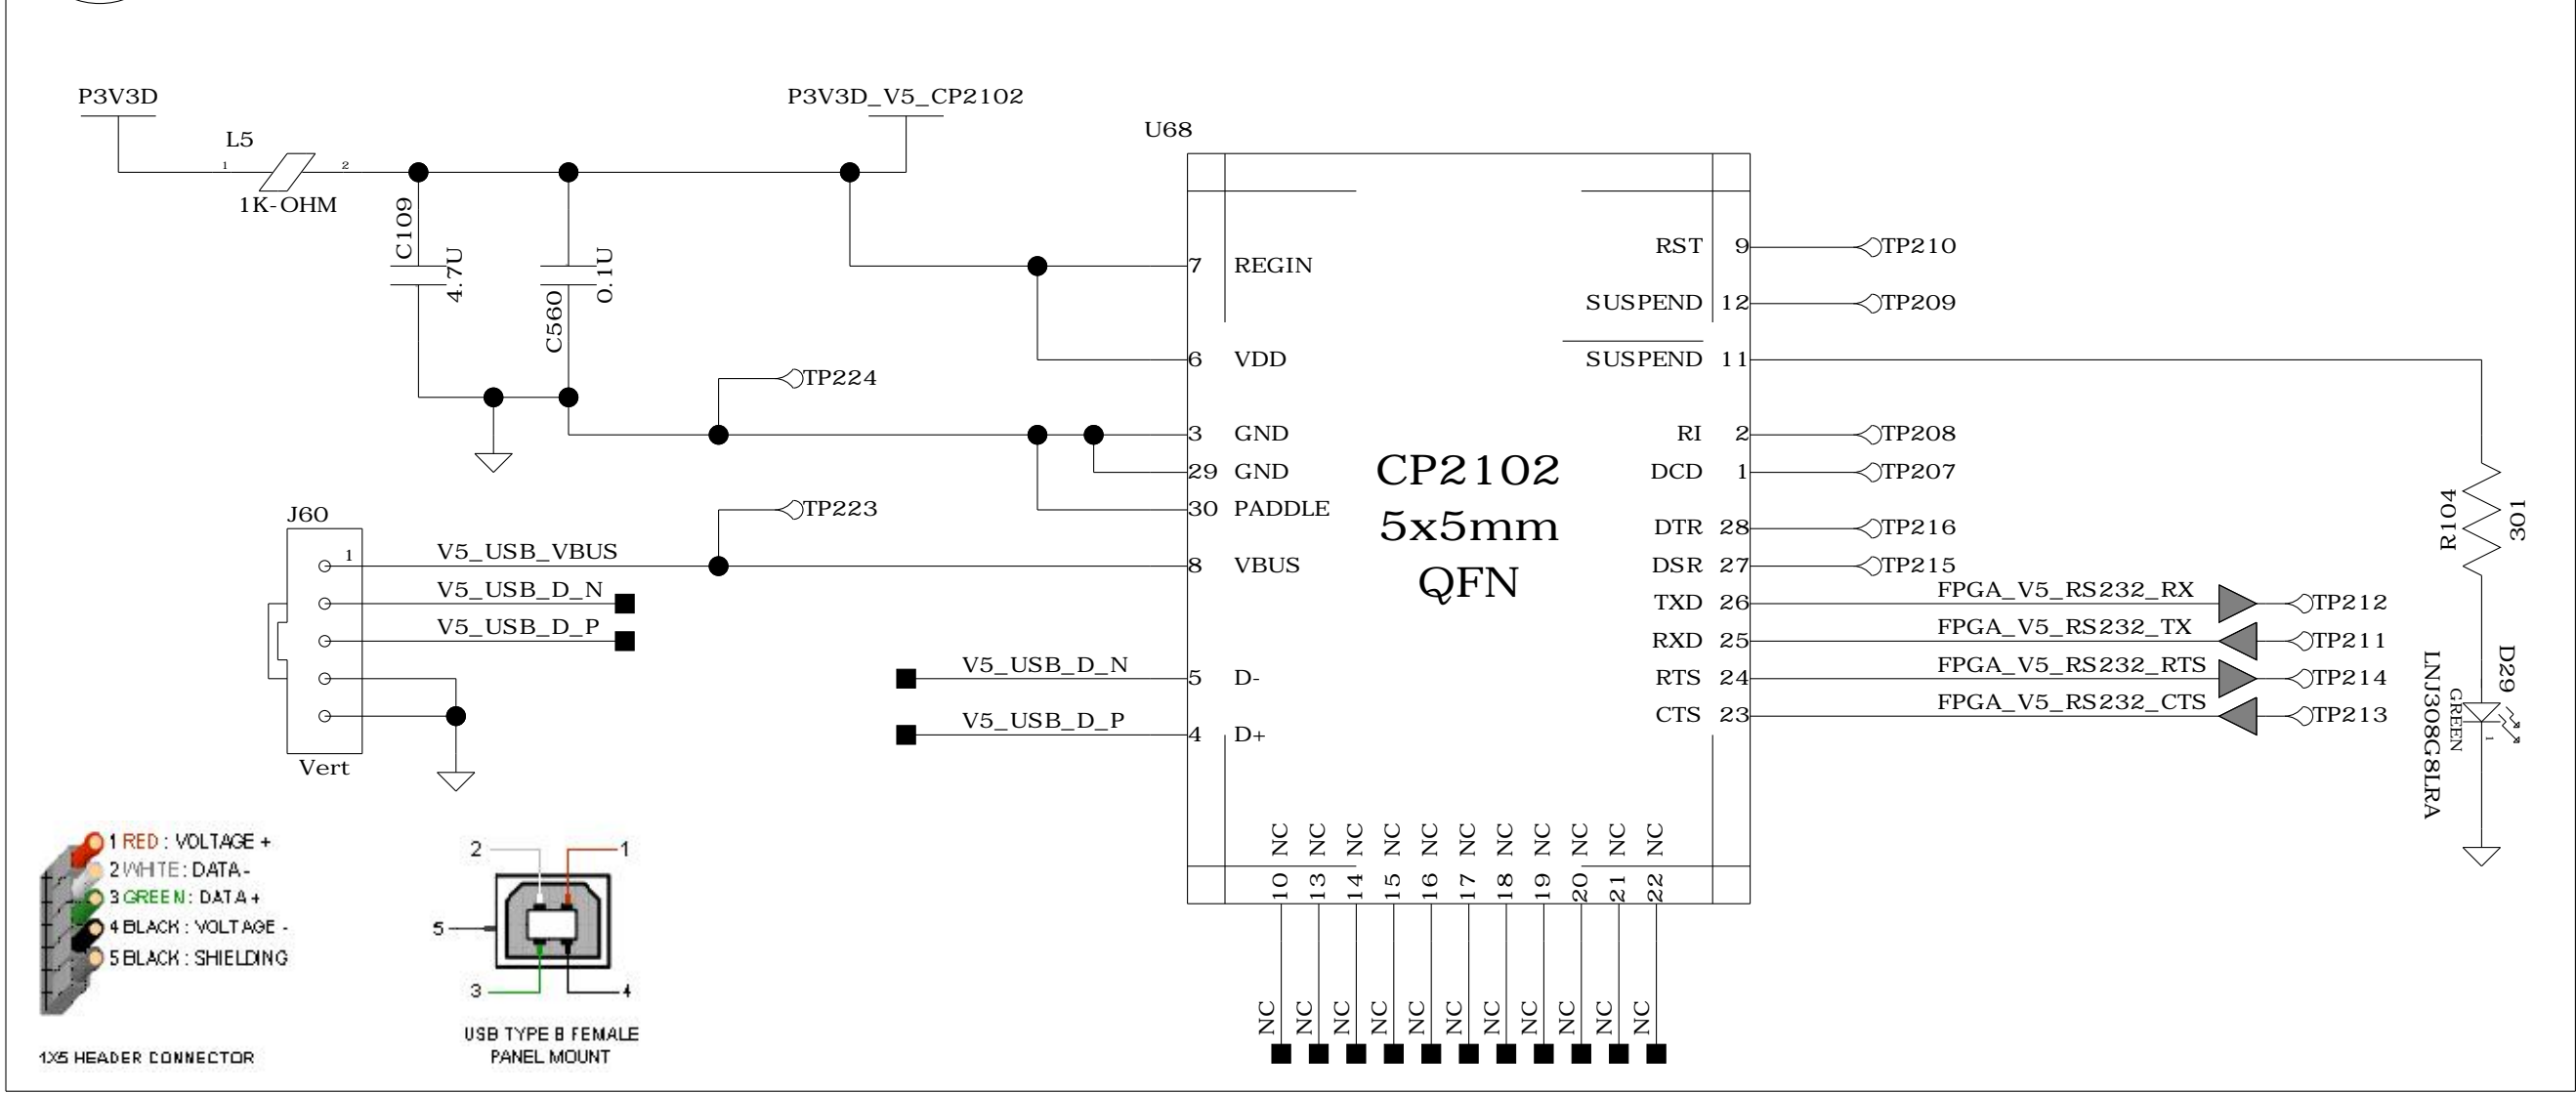 P3V3D
P3V3D_V5_CP2102
L5
1
2
1K-OHM
C109
4.7U
C560
0.1U
TP224
TP223
J60
1
V5_USB_VBUS
V5_USB_D_N
V5_USB_D_P
Vert
V5_USB_D_N
V5_USB_D_P
U68
7 REGIN
6 VDD
3 GND
29 GND
30 PADDLE
8 VBUS
5 D-
4 D+
CP2102
5x5mm
QFN
RST 9 TP210
SUSPEND 12 TP209
SUSPEND 11
RI 2 TP208
DCD 1 TP207
DTR 28 TP216
DSR 27 TP215
TXD 26 FPGA_V5_RS232_RX TP212
RXD 25 FPGA_V5_RS232_TX TP211
RTS 24 FPGA_V5_RS232_RTS TP214
CTS 23 FPGA_V5_RS232_CTS TP213
R104
301
D29
GREEN
LNJ308G8LRA
1
NC NC NC NC NC NC NC NC NC NC NC
10 13 14 15 16 17 18 19 20 21 22
NC NC NC NC NC NC NC NC NC NC NC
1 RED : VOLTAGE +
2 WHITE : DATA -
3 GREEN : DATA +
4 BLACK : VOLTAGE -
5 BLACK : SHIELDING
1X5 HEADER CONNECTOR
2
1
5
3
4
USB TYPE B FEMALE
PANEL MOUNT